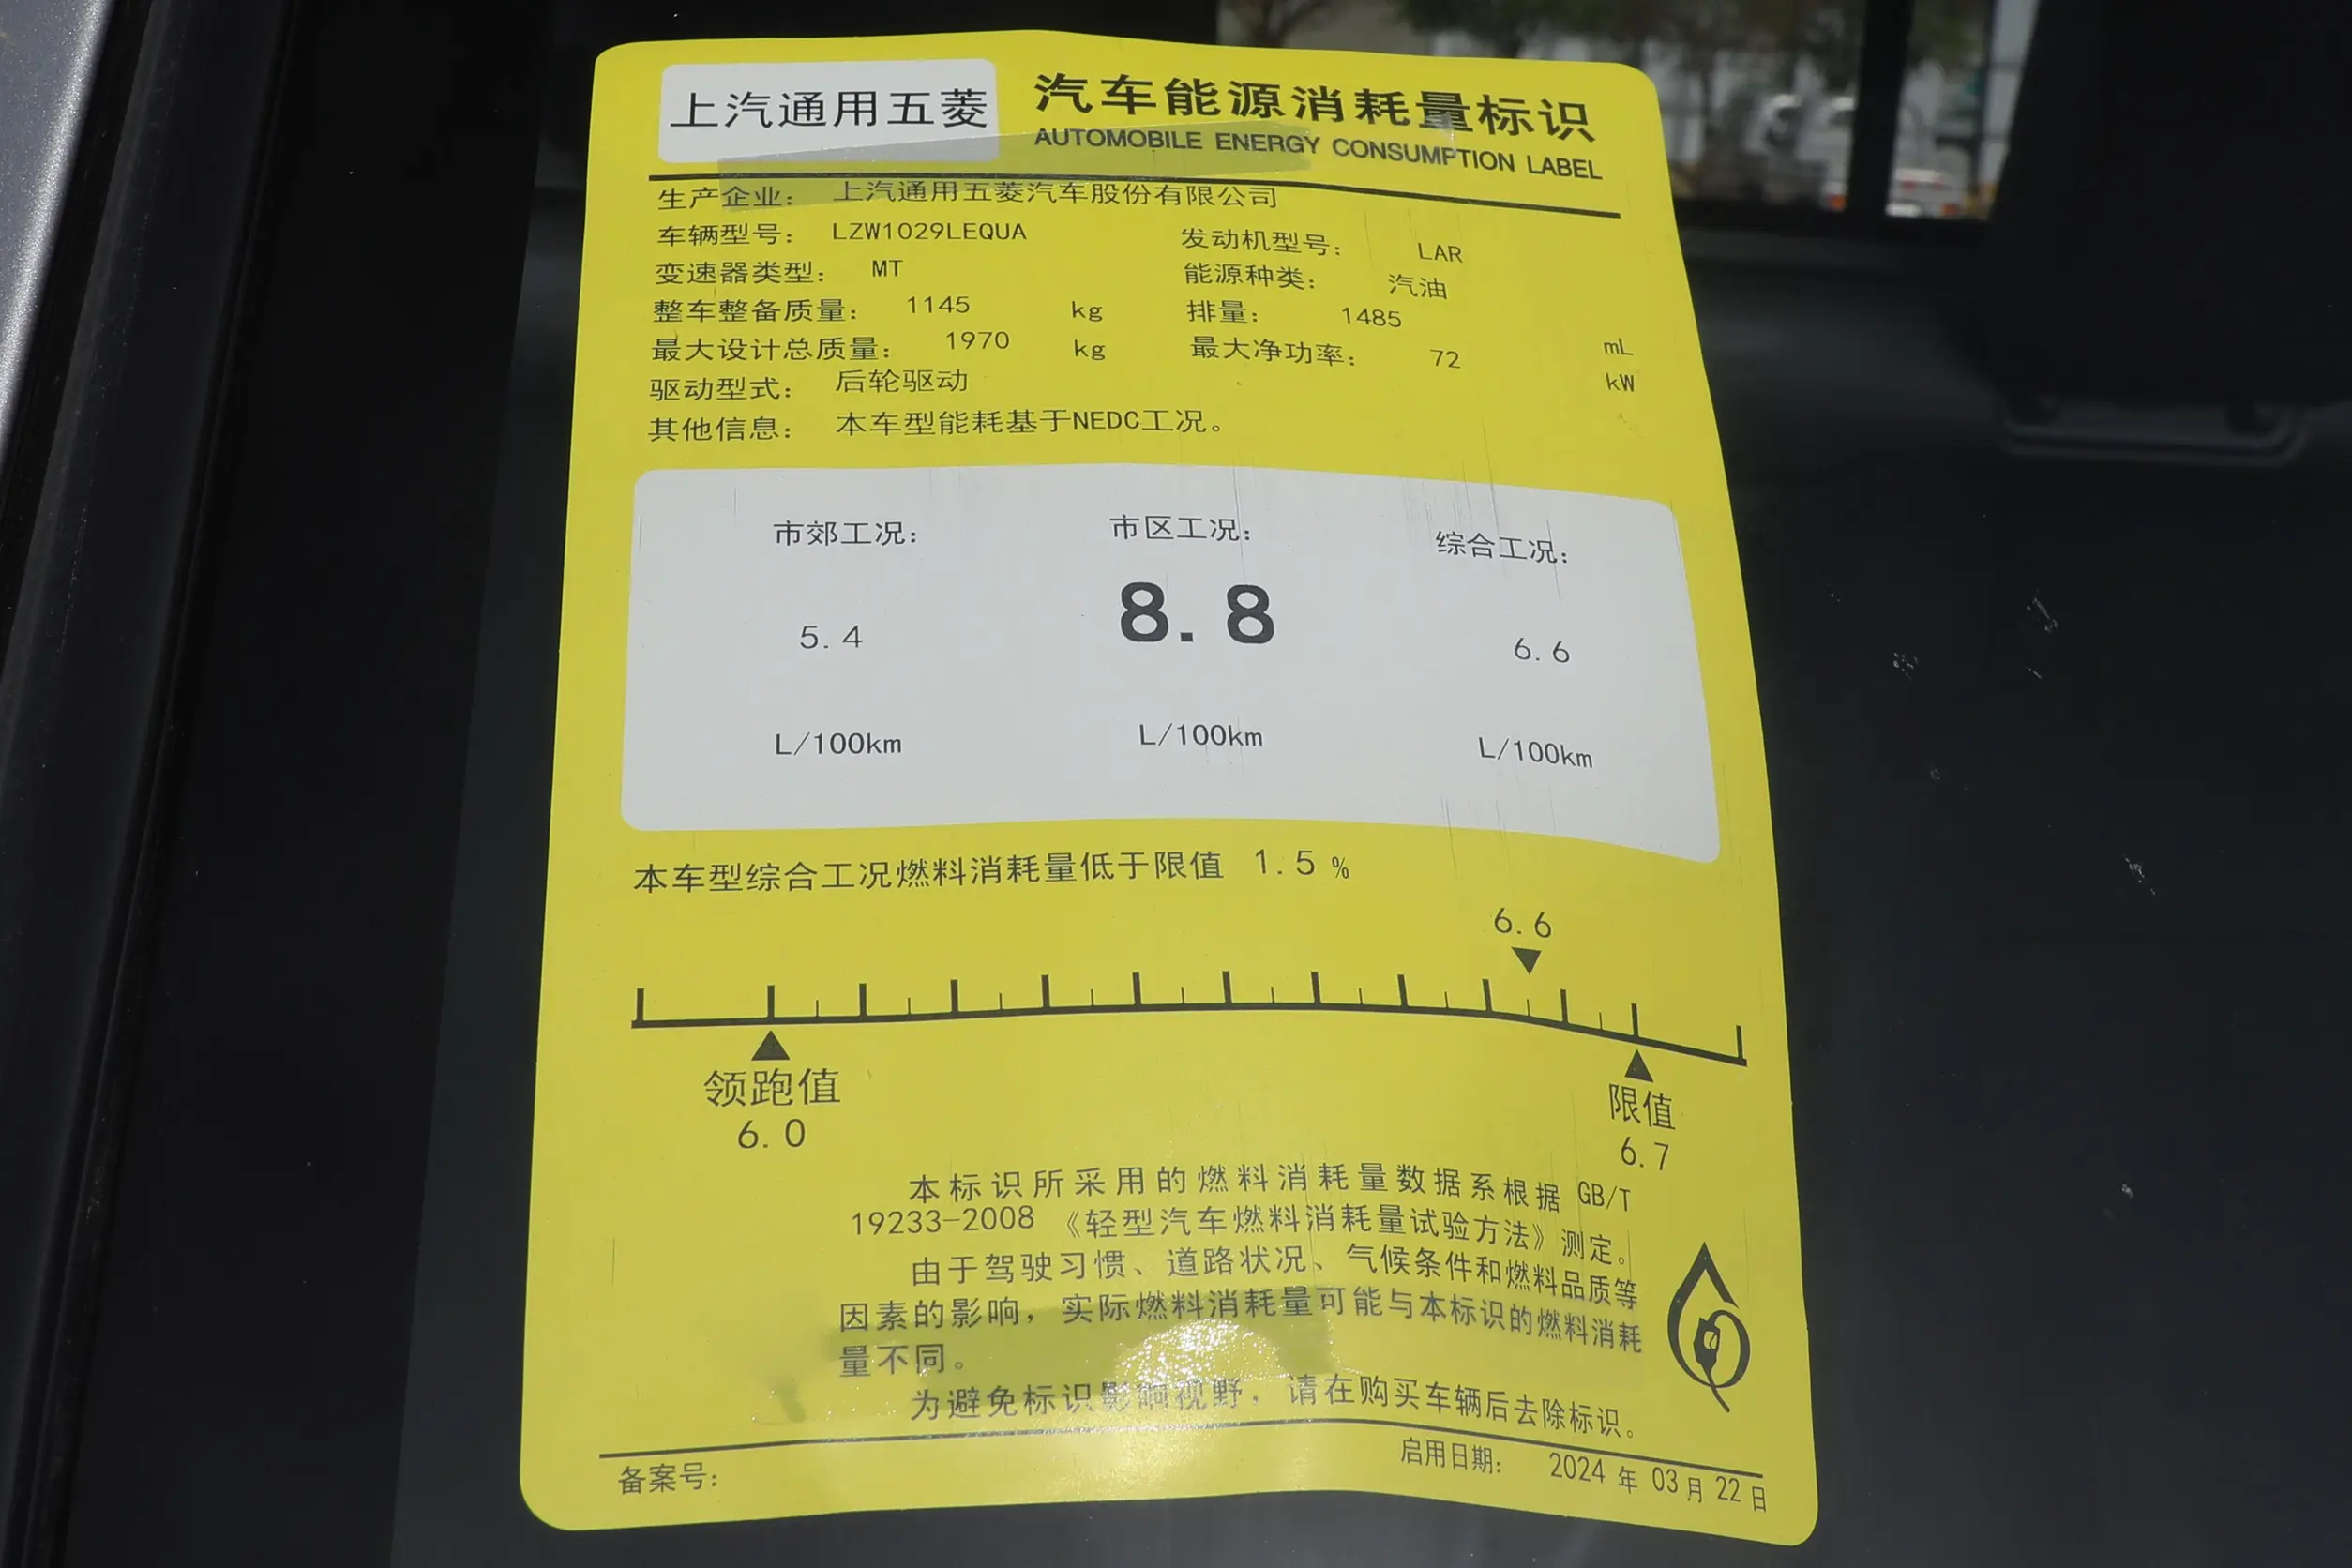 上汽通用五菱
汽车能源消耗量标识
AUTOMOBILE ENERGY CONSUMPTION LABEL
生产企业： 上汽通用五菱汽车股份有限公司
车辆型号： LZW1029LEQUA 发动机型号： LAR
变速器类型： MT 能源种类： 汽油
整车整备质量： 1145 kg 排量： 1485 mL
最大设计总质量： 1970 kg 最大净功率： 72 kW
驱动型式： 后轮驱动
其他信息： 本车型能耗基于NEDC工况。
市郊工况： 市区工况： 综合工况：
5.4 8.8 6.6
L/100km L/100km L/100km
本车型综合工况燃料消耗量低于限值 1.5 %
6.6
领跑值 限值
6.0 6.7
本标识所采用的燃料消耗量数据系根据 GB/T
19233-2008 《轻型汽车燃料消耗量试验方法》测定。
由于驾驶习惯、道路状况、气候条件和燃料品质等
因素的影响，实际燃料消耗量可能与本标识的燃料消耗
量不同。
为避免标识影响视野，请在购买车辆后去除标识。
备案号： 启用日期： 2024 年 03 月 22 日